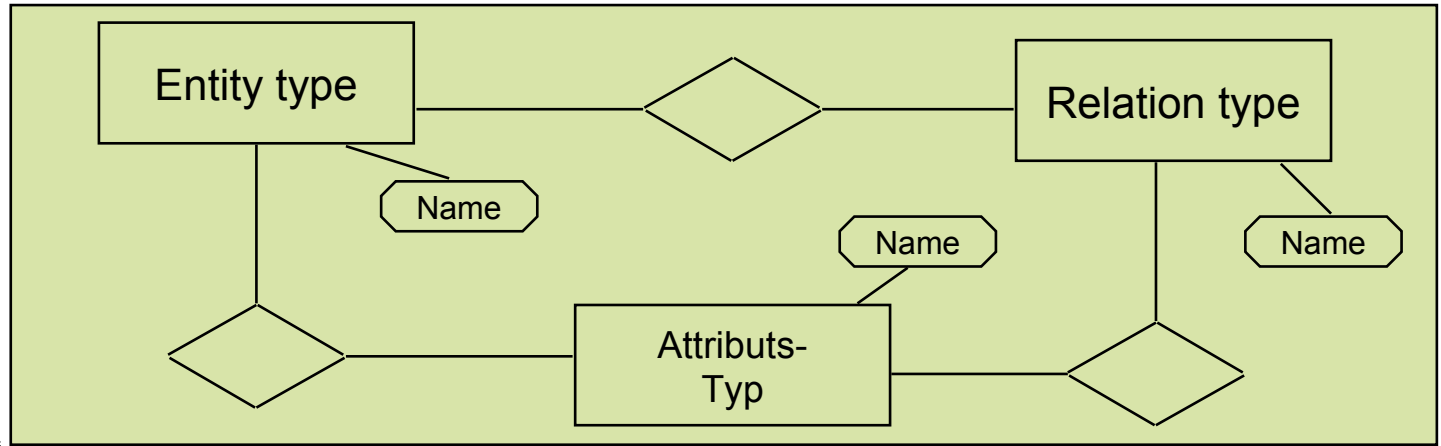 Entity type
Relation type
Name
Name
Name
Attributs-
Typ